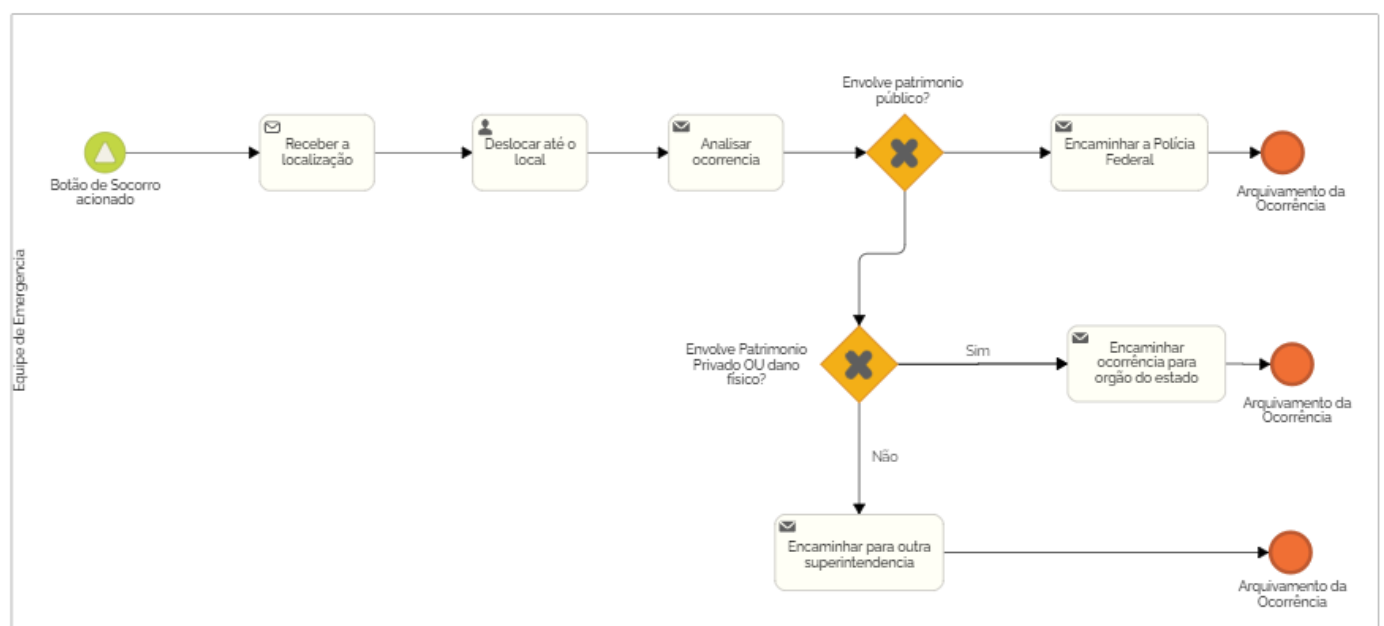 Equipe de Emergencia
Botão de Socorro
acionado
Receber a
localização
Deslocar até o
local
Analisar
ocorrencia
Envolve patrimonio
público?
Encaminhar a Polícia
Federal
Arquivamento da
Ocorrência
Envolve Patrimonio
Privado OU dano
físico?
Sim
Encaminhar
ocorrência para
orgão do estado
Arquivamento da
Ocorrência
Não
Encaminhar para outra
superintendencia
Arquivamento da
Ocorrência